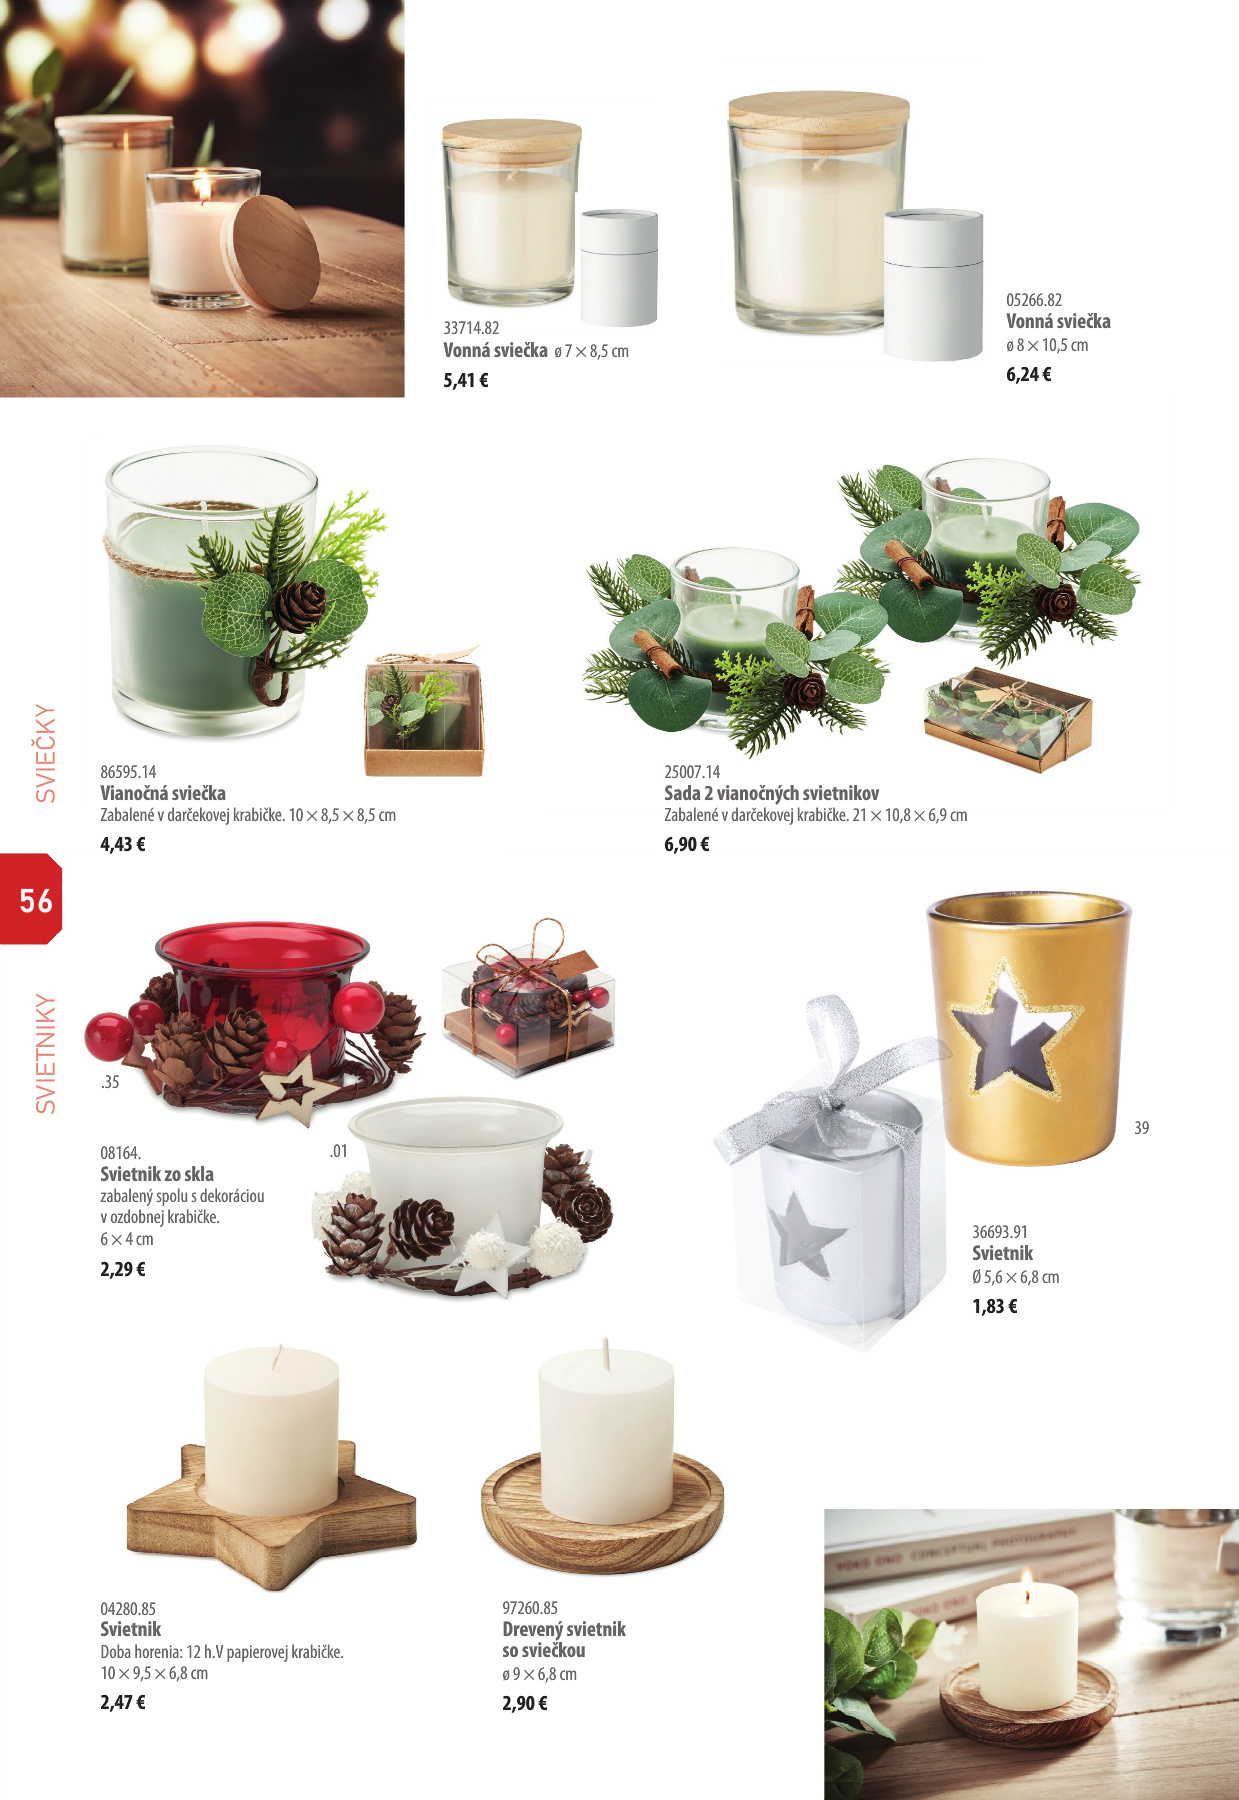 33714.82
Vonná sviečka ø 7 × 8,5 cm
5,41 €
05266.82
Vonná sviečka
ø 8 × 10,5 cm
6,24 €
86595.14
Vianočná sviečka
Zabalené v darčekovej krabičke. 10 × 8,5 × 8,5 cm
4,43 €
25007.14
Sada 2 vianočných svietnikov
Zabalené v darčekovej krabičke. 21 × 10,8 × 6,9 cm
6,90 €
SVIEČKY
56
SVIETNIKY
.35
08164.
Svietnik zo skla
zabalený spolu s dekoráciou
v ozdobnej krabičke.
6 × 4 cm
2,29 €
.01
39
36693.91
Svietnik
Ø 5,6 × 6,8 cm
1,83 €
04280.85
Svietnik
Doba horenia: 12 h.V papierovej krabičke.
10 × 9,5 × 6,8 cm
2,47 €
97260.85
Drevený svietnik
so sviečkou
ø 9 × 6,8 cm
2,90 €
YOKO ONO CONCEPTUAL PHOTOGRAPHY